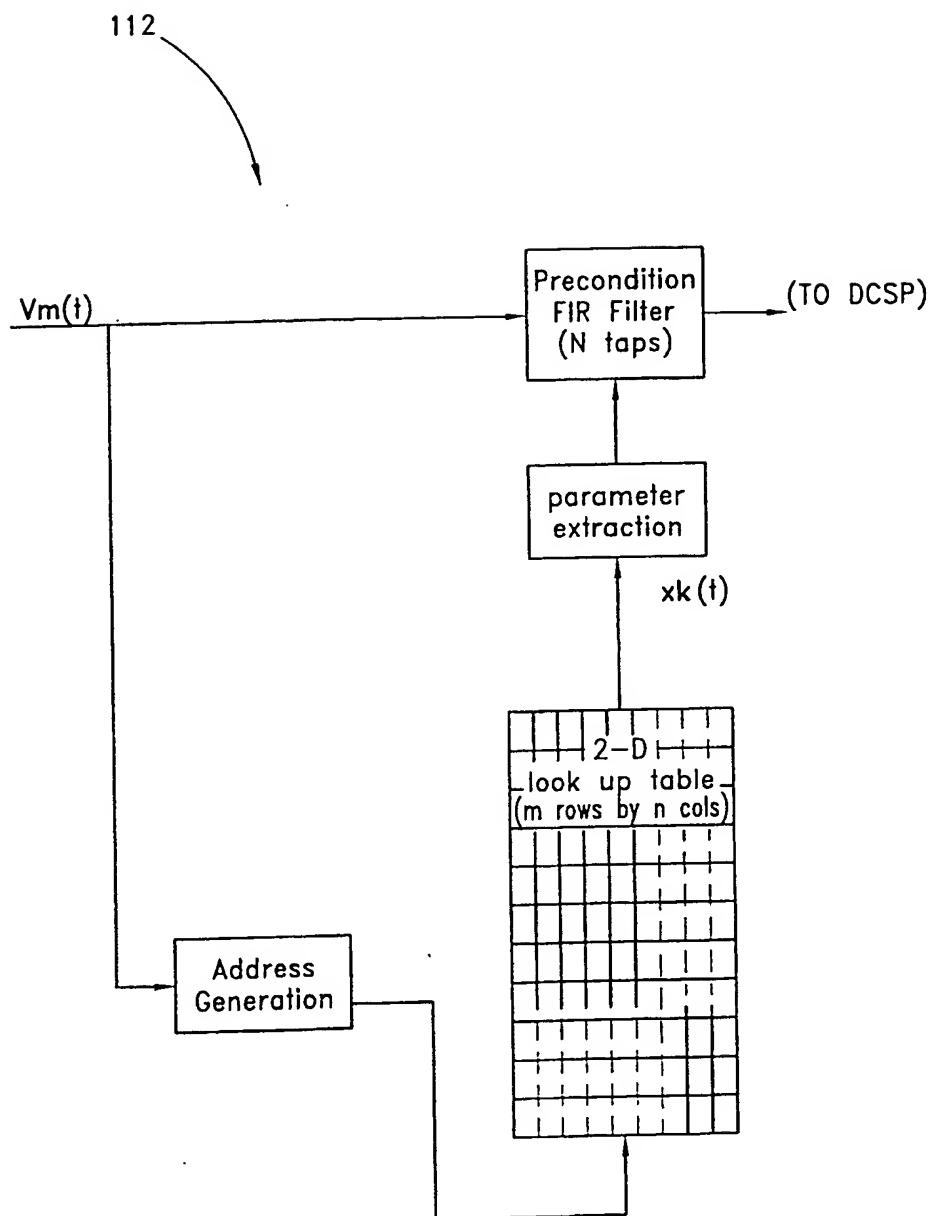 112
Vm(t)
Precondition
FIR Filter
(N taps)
(TO DCSP)
parameter
extraction
xk(t)
2-D
look up table
(m rows by n cols)
Address
Generation